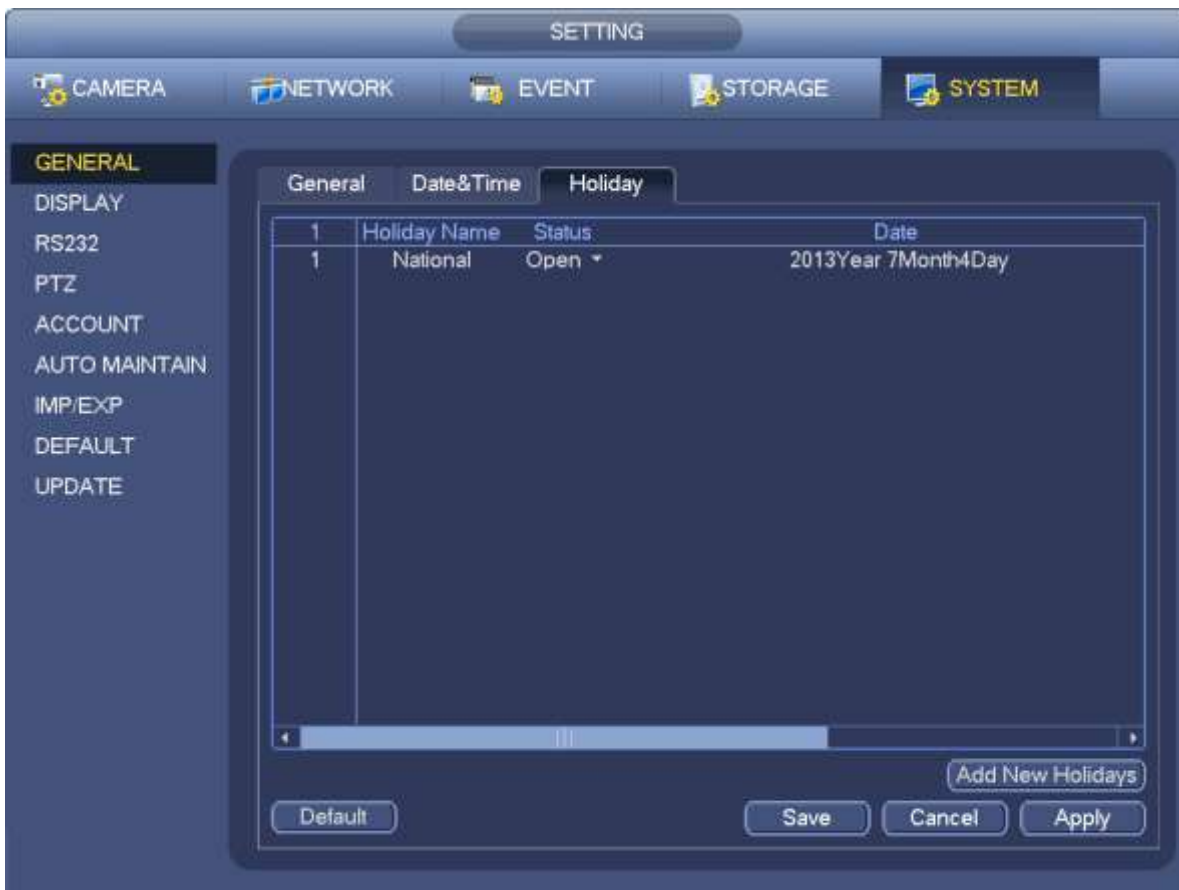 SETTING
CAMERA NETWORK EVENT STORAGE SYSTEM
GENERAL
DISPLAY
RS232
PTZ
ACCOUNT
AUTO MAINTAIN
IMP/EXP
DEFAULT
UPDATE
General Date&Time Holiday
1 Holiday Name Status Date
1 National Open 2013Year 7Month4Day
Add New Holidays
Default Save Cancel Apply